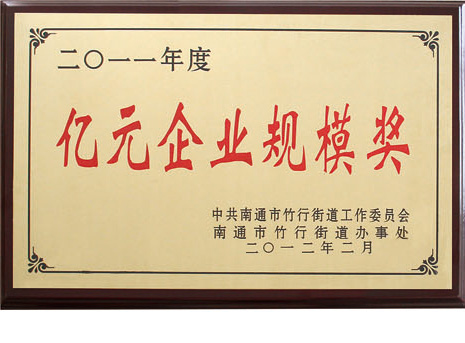 二〇一一年度
亿元企业规模奖
中共南通市竹行街道工作委员会
南通市竹行街道办事处
二〇一二年二月